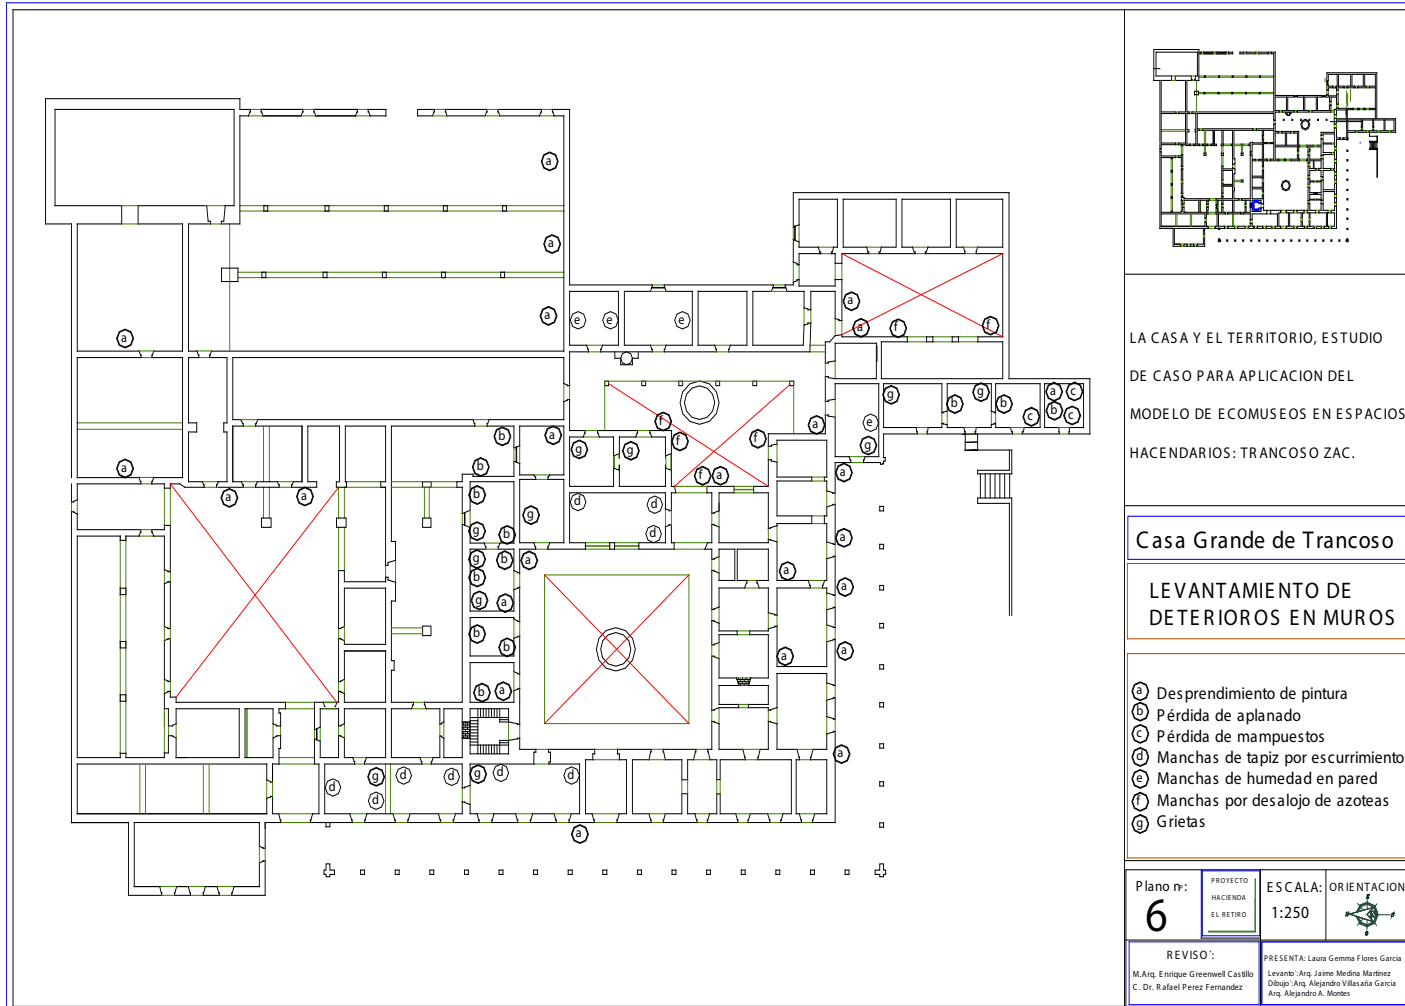 a
a
a
a
a
a
a
b
b
a
e
e
e
a
a
f
f
g
b
g
b
c
a
c
b
c
e
g
a
f
f
f
f
a
g
g
b
g
b
g
d
d
d
g
b
b
g
a
a
b
b
b
a
a
a
a
a
a
a
a
d
g
d
d
d
g
d
d
a
LA CASA Y EL TERRITORIO, ESTUDIO
DE CASO PARA APLICACION DEL
MODELO DE ECOMUSEOS EN ESPACIOS
HACENDARIOS: TRANCOSO ZAC.
Casa Grande de Trancoso
LEVANTAMIENTO DE
DETERIOROS EN MUROS
a Desprendimiento de pintura
b Pérdida de aplanado
c Pérdida de mampuestos
d Manchas de tapiz por escurrimiento
e Manchas de humedad en pared
f Manchas por desalojo de azoteas
g Grietas
Plano nº:
6
PROYECTO
HACIENDA
EL RETIRO
ESCALA:
1:250
ORIENTACION
REVISO´:
M.Arq. Enrique Greenwell Castillo
C. Dr. Rafael Perez Fernandez
PRESENTA: Laura Gemma Flores Garcia
Levanto´:Arq. Jaime Medina Martinez
Dibujo´:Arq. Alejandro Villasaña Garcia
Arq. Alejandro A. Montes